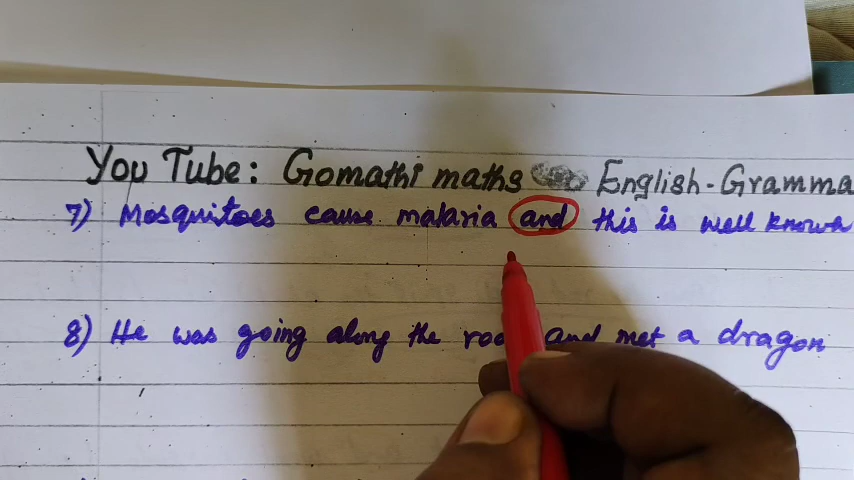 You Tube: Gomathi maths English-Gramma
7) Mosquitoes cause malaria and this is well known
8) He was going along the and met a dragon